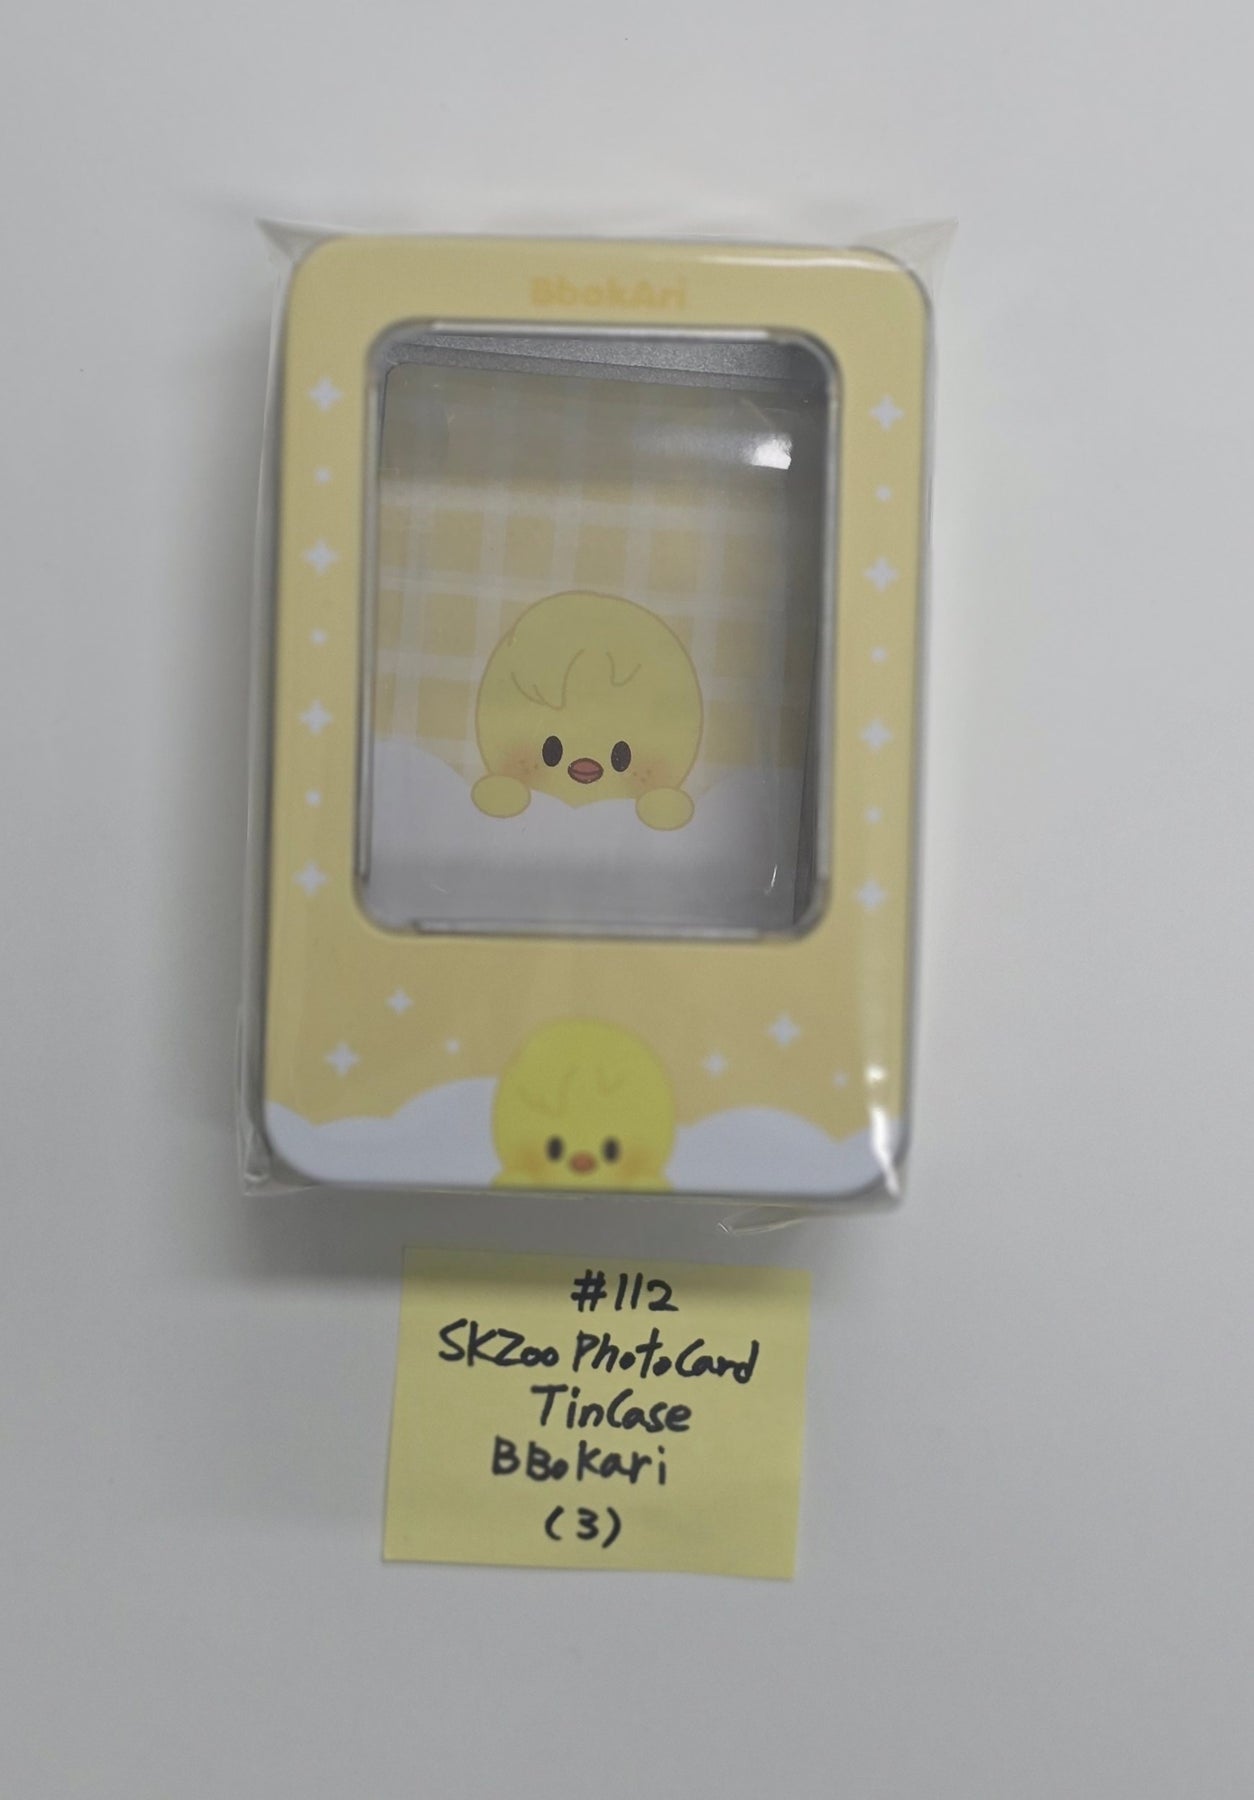 BbokAri
#112
SKZoo PhotoCard
TinCase
BBokari
(3)